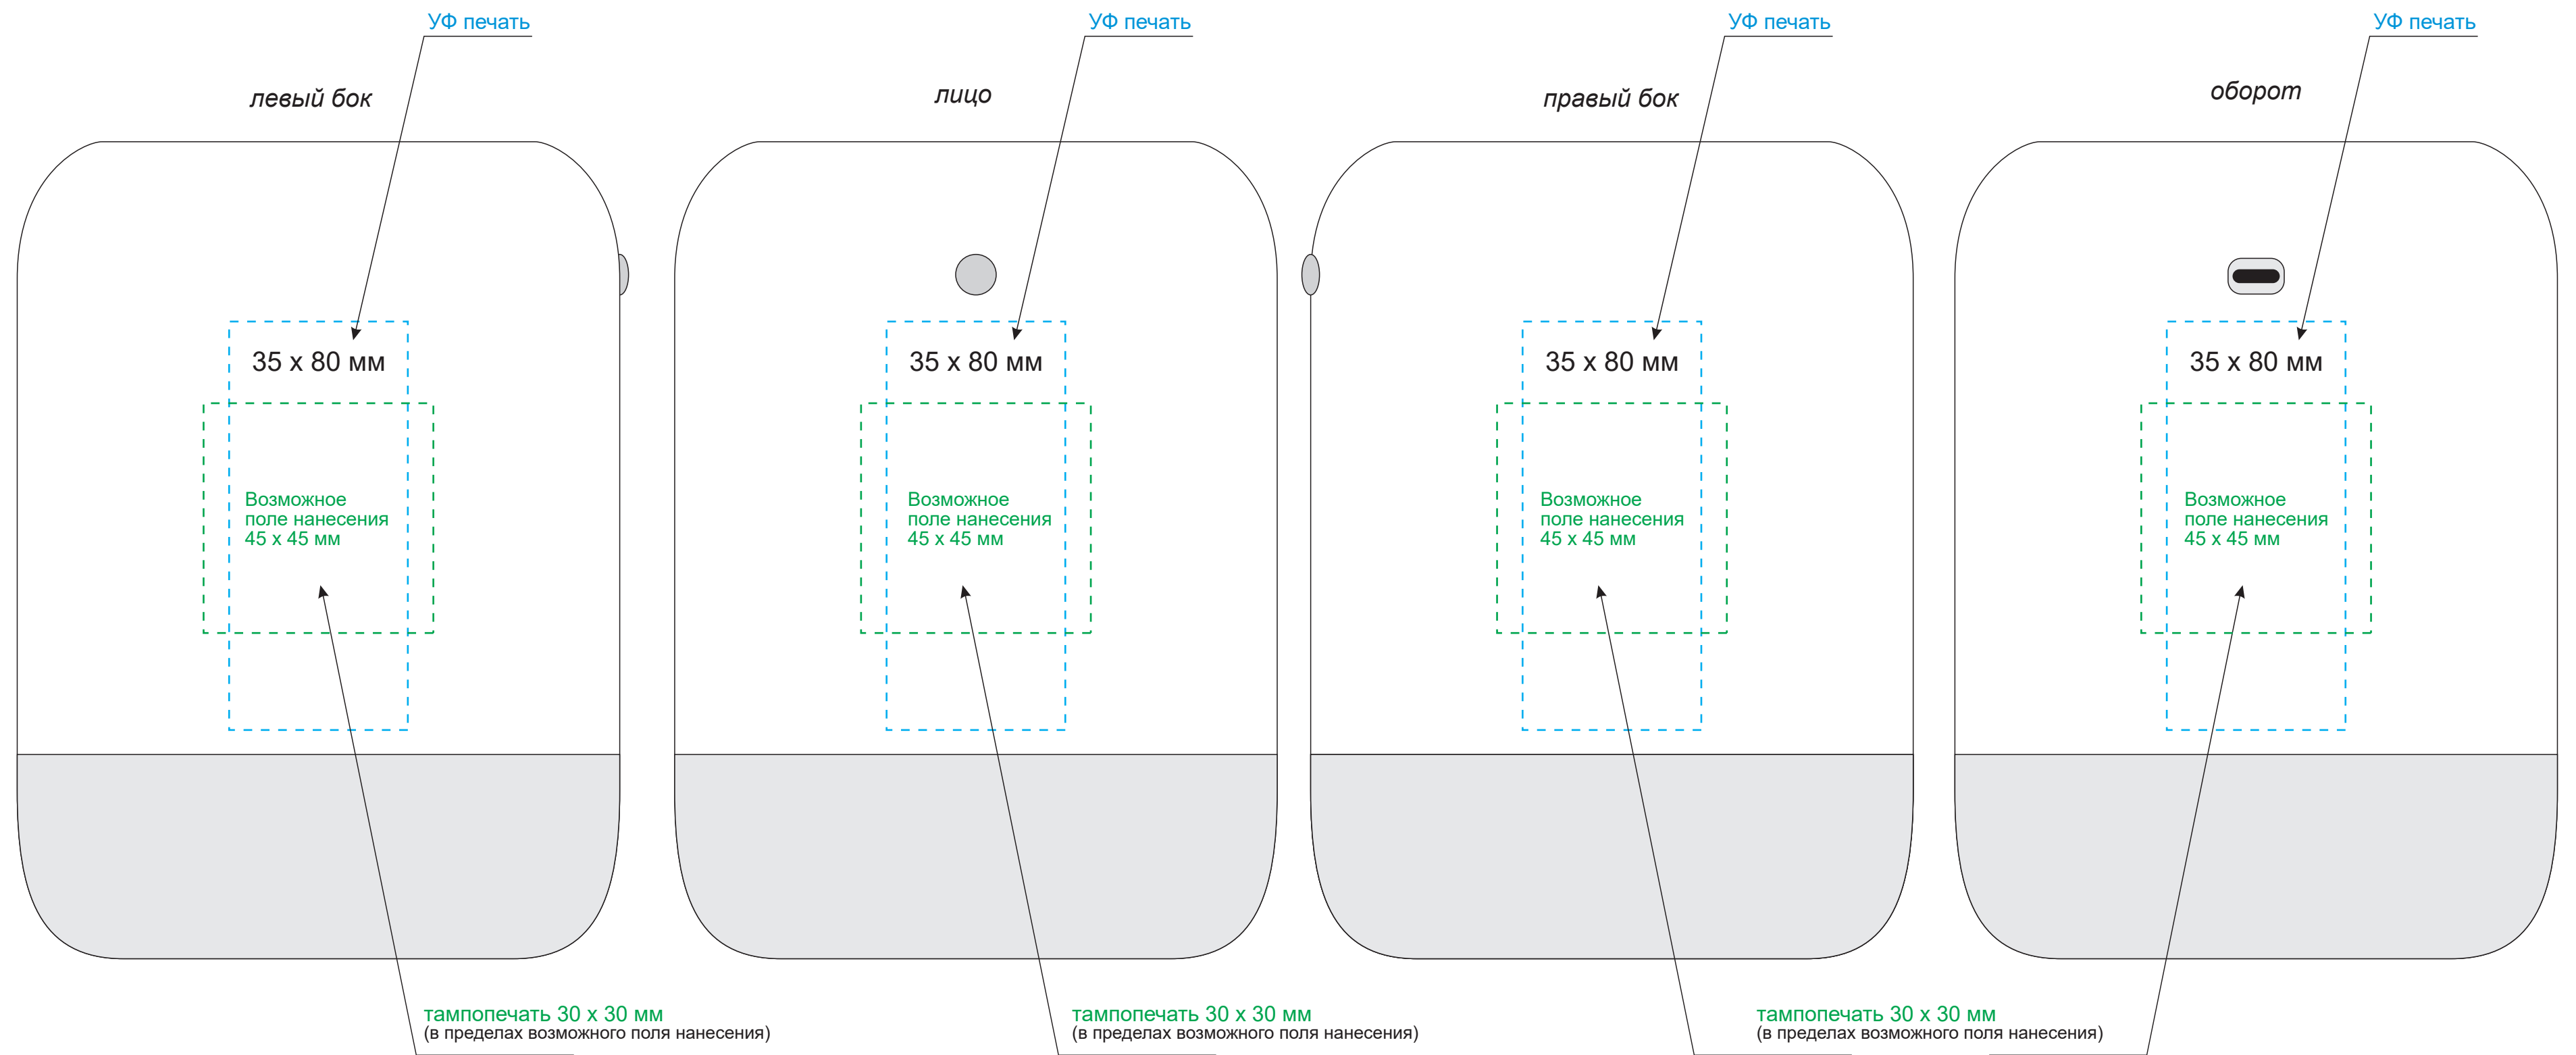 УФ печать
УФ печать
УФ печать
УФ печать
левый бок
лицо
правый бок
оборот
35 x 80 мм
35 x 80 мм
35 x 80 мм
35 x 80 мм
Возможное
поле нанесения
45 x 45 мм
Возможное
поле нанесения
45 x 45 мм
Возможное
поле нанесения
45 x 45 мм
Возможное
поле нанесения
45 x 45 мм
тампопечать 30 x 30 мм
(в пределах возможного поля нанесения)
тампопечать 30 x 30 мм
(в пределах возможного поля нанесения)
тампопечать 30 x 30 мм
(в пределах возможного поля нанесения)